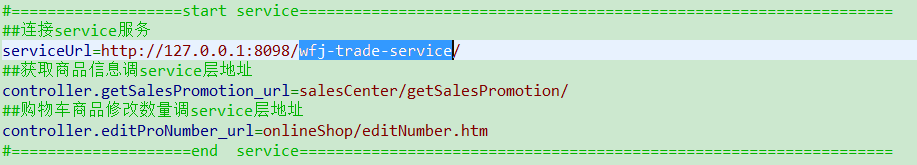 #===================start service===========================================================
##连接service服务
serviceUrl=http://127.0.0.1:8098/wfj-trade-service/
##获取商品信息调service层地址
controller.getSalesPromotion_url=salesCenter/getSalesPromotion/
##购物车商品修改数量调service层地址
controller.editProNumber_url=onlineShop/editNumber.htm
#====================end  service===========================================================